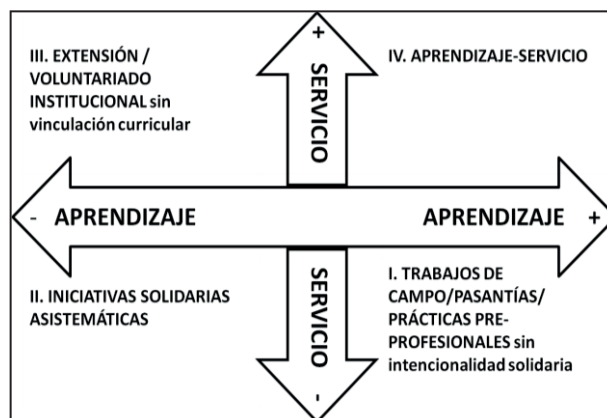 III. EXTENSIÓN /
VOLUNTARIADO
INSTITUCIONAL sin
vinculación curricular
+
SERVICIO
IV. APRENDIZAJE-SERVICIO
- APRENDIZAJE
APRENDIZAJE +
II. INICIATIVAS SOLIDARIAS
ASISTEMÁTICAS
SERVICIO
-
I. TRABAJOS DE
CAMPO/PASANTÍAS/
PRÁCTICAS PRE-
PROFESIONALES sin
intencionalidad solidaria